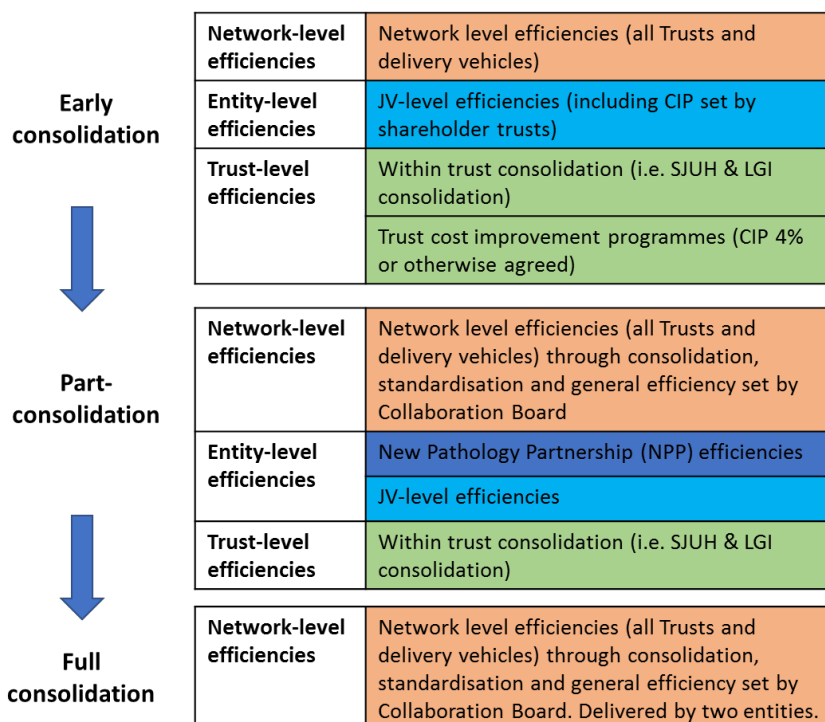 Early
consolidation
Network-level
efficiencies
Network level efficiencies (all Trusts and
delivery vehicles)
Entity-level
efficiencies
JV-level efficiencies (including CIP set by
shareholder trusts)
Trust-level
efficiencies
Within trust consolidation (i.e. SJUH & LGI
consolidation)
Trust cost improvement programmes (CIP 4%
or otherwise agreed)
Part-
consolidation
Network-level
efficiencies
Network level efficiencies (all Trusts and
delivery vehicles) through consolidation,
standardisation and general efficiency set by
Collaboration Board
Entity-level
efficiencies
New Pathology Partnership (NPP) efficiencies
JV-level efficiencies
Trust-level
efficiencies
Within trust consolidation (i.e. SJUH & LGI
consolidation)
Full
consolidation
Network-level
efficiencies
Network level efficiencies (all Trusts and
delivery vehicles) through consolidation,
standardisation and general efficiency set by
Collaboration Board. Delivered by two entities.